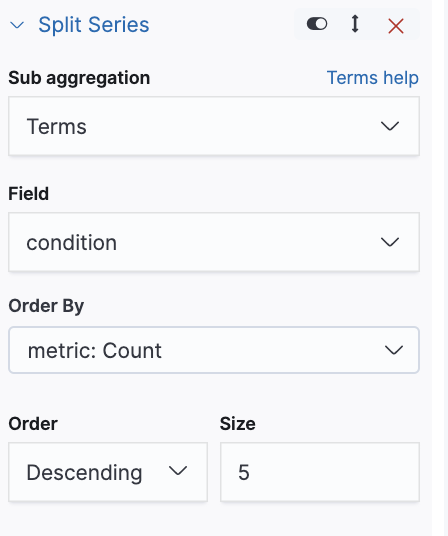 Split Series
Sub aggregation Terms help
Terms
Field
condition
Order By
metric: Count
Order Size
Descending 5